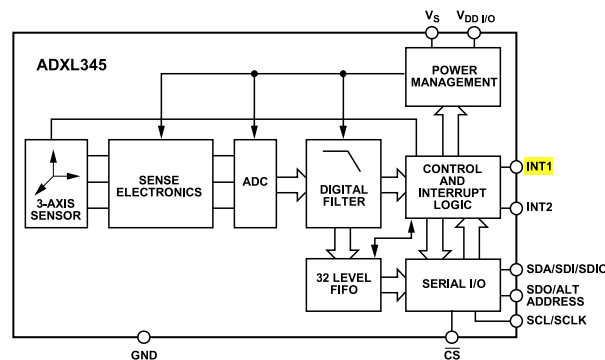 VS
VDD I/O
ADXL345
POWER
MANAGEMENT
3-AXIS
SENSOR
SENSE
ELECTRONICS
ADC
DIGITAL
FILTER
CONTROL
AND
INTERRUPT
LOGIC
INT1
INT2
32 LEVEL
FIFO
SERIAL I/O
SDA/SDI/SDIO
SDO/ALT
ADDRESS
SCL/SCLK
GND
CS